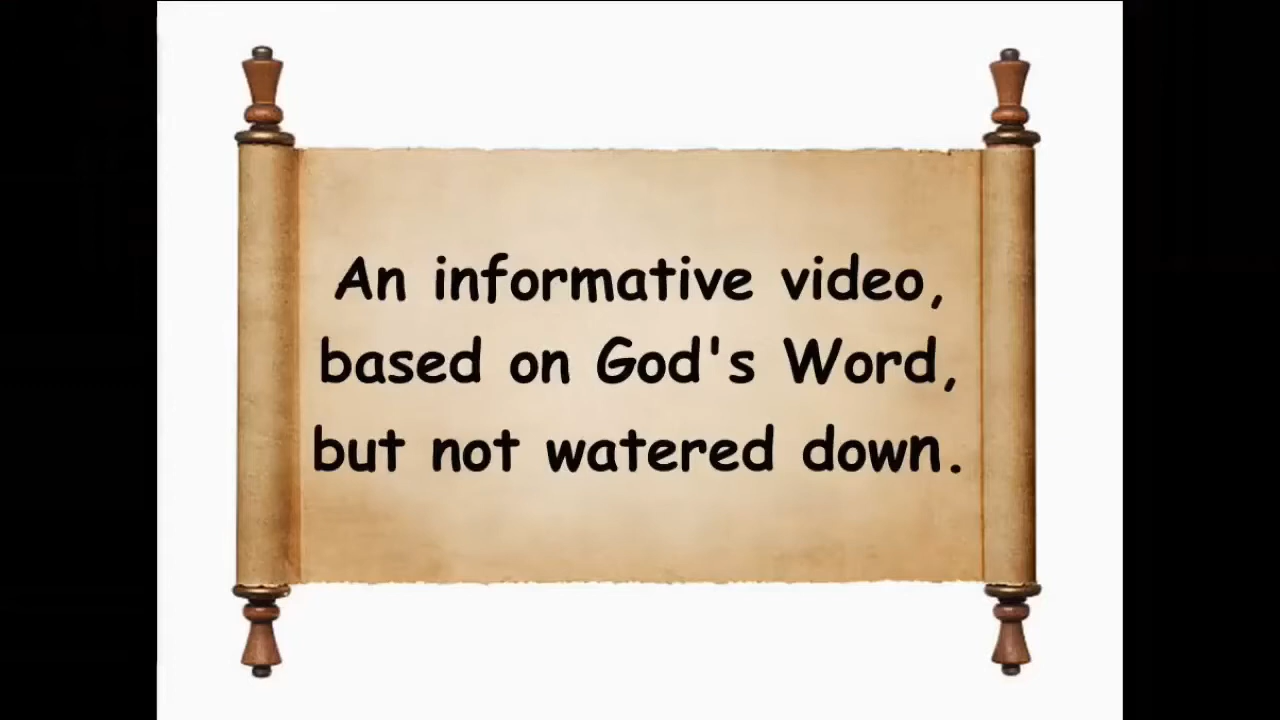 An informative video,
based on God's Word,
but not watered down.